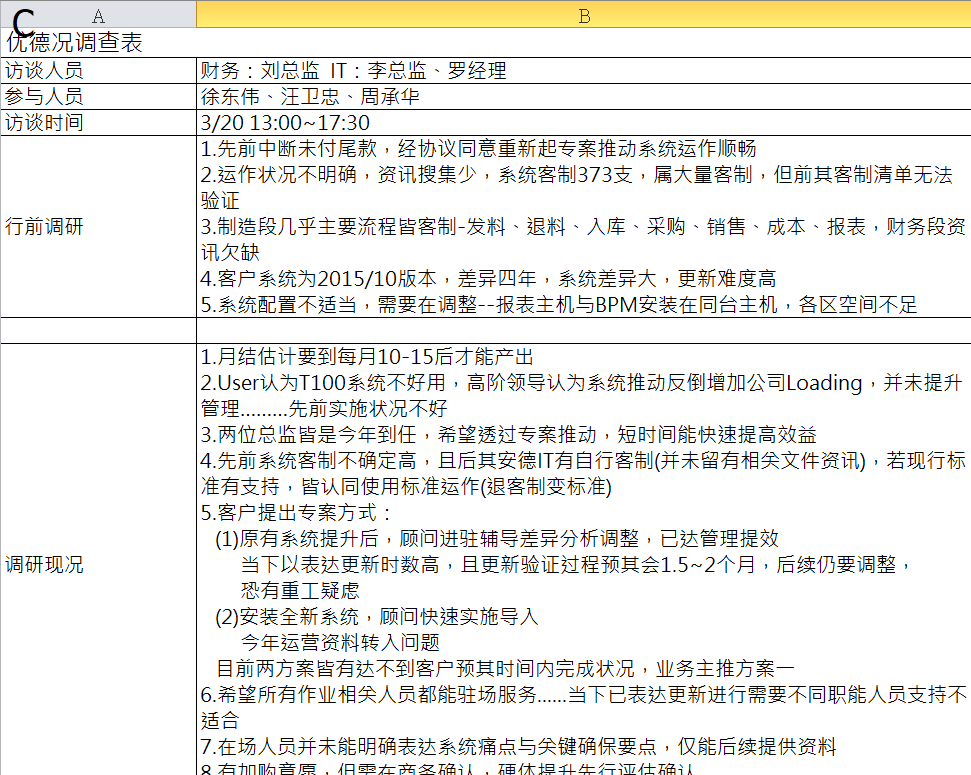 A B
C
优德况调查表
访谈人员 财务：刘总监 IT：李总监、罗经理
参与人员 徐东伟、汪卫忠、周承华
访谈时间 3/20 13:00~17:30
行前调研
1.先前中断未付尾款，经协议同意重新起专案推动系统运作顺畅
2.运作状况不明确，资讯搜集少，系统客制373支，属大量客制，但前其客制清单无法
验证
3.制造段几乎主要流程皆客制-发料、退料、入库、采购、销售、成本、报表，财务段资
讯欠缺
4.客户系统为2015/10版本，差异四年，系统差异大，更新难度高
5.系统配置不适当，需要在调整--报表主机与BPM安装在同台主机，各区空间不足
调研现况
1.月结估计要到每月10-15后才能产出
2.User认为T100系统不好用，高阶领导认为系统推动反倒增加公司Loading，并未提升
管理.........先前实施状况不好
3.两位总监皆是今年到任，希望透过专案推动，短时间能快速提高效益
4.先前系统客制不确定高，且后其安德IT有自行客制(并未留有相关文件资讯)，若现行标
准有支持，皆认同使用标准运作(退客制变标准)
5.客户提出专案方式：
(1)原有系统提升后，顾问进驻辅导差异分析调整，已达管理提效
当下以表达更新时数高，且更新验证过程预其会1.5~2个月，后续仍要调整，
恐有重工疑虑
(2)安装全新系统，顾问快速实施导入
今年运营资料转入问题
目前两方案皆有达不到客户预其时间内完成状况，业务主推方案一
6.希望所有作业相关人员都能驻场服务......当下已表达更新进行需要不同职能人员支持不
适合
7.在场人员并未能明确表达系统痛点与关键确保要点，仅能后续提供资料
8.有加购意愿，但需在商务确认，硬体提升先行评估确认